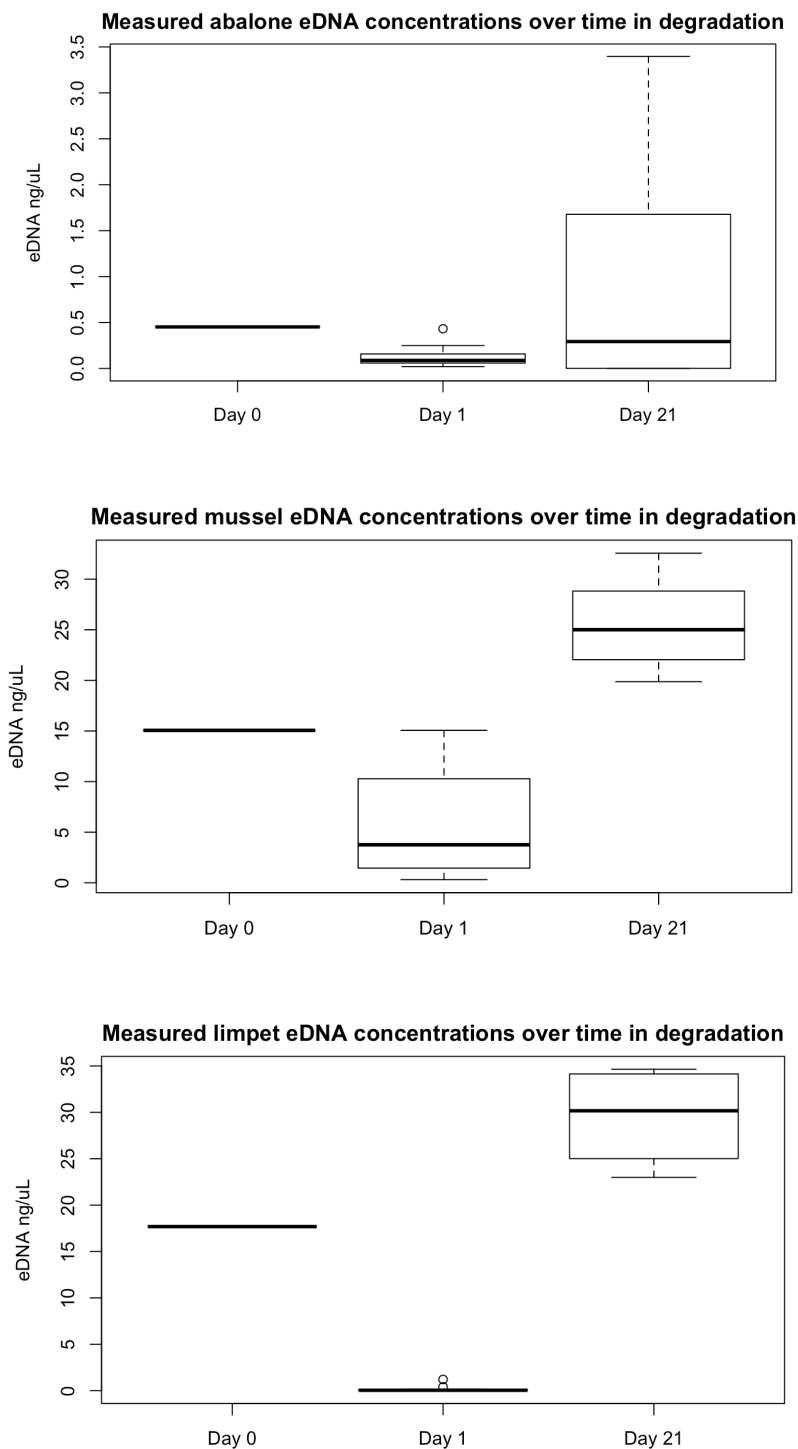 Measured abalone eDNA concentrations over time in degradation
eDNA ng/uL
3.5
3.0
2.5
2.0
1.5
1.0
0.5
0.0
Day 0 Day 1 Day 21
Measured mussel eDNA concentrations over time in degradation
eDNA ng/uL
30
25
20
15
10
5
0
Day 0 Day 1 Day 21
Measured limpet eDNA concentrations over time in degradation
eDNA ng/uL
35
30
25
20
15
10
5
0
Day 0 Day 1 Day 21